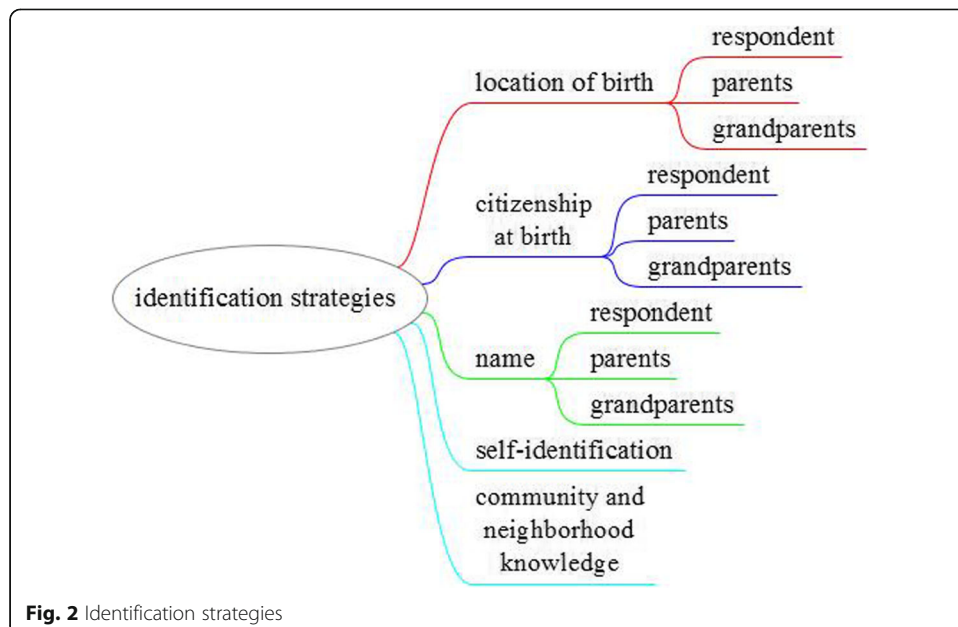 respondent
location of birth
parents
grandparents
respondent
citizenship
at birth
parents
grandparents
identification strategies
respondent
name
parents
grandparents
self-identification
community and
neighborhood
knowledge
Fig. 2 Identification strategies